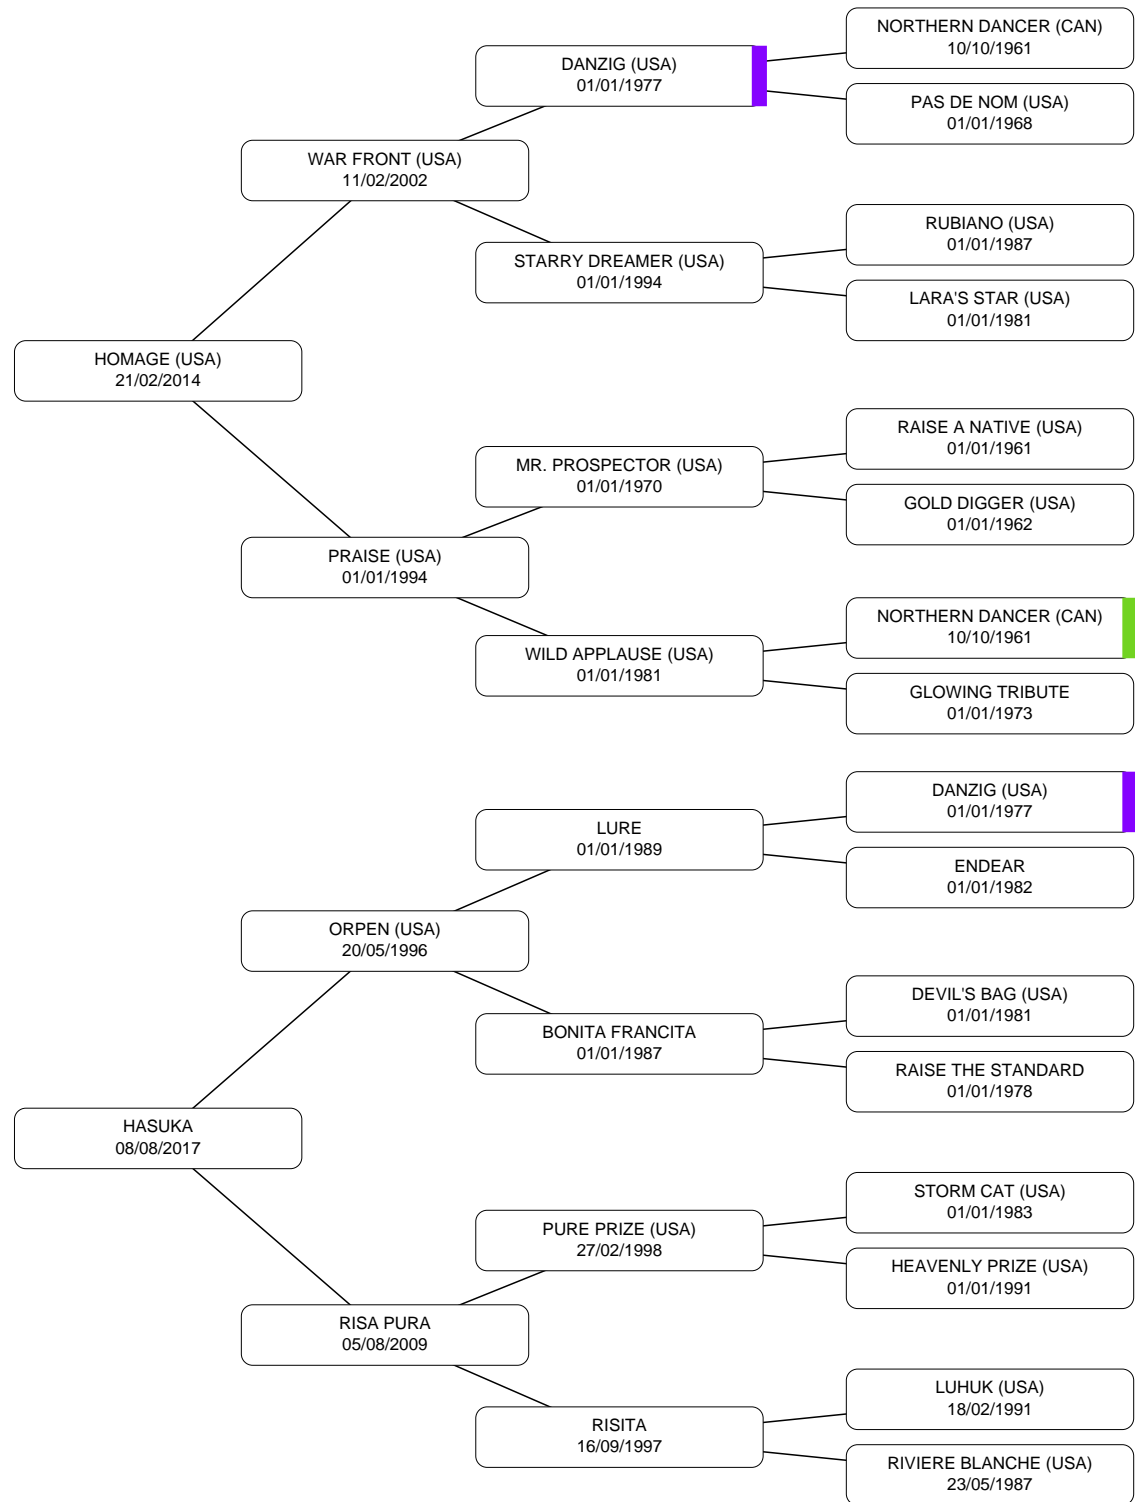 NORTHERN DANCER (CAN)
10/10/1961
DANZIG (USA)
01/01/1977
PAS DE NOM (USA)
01/01/1968
WAR FRONT (USA)
11/02/2002
RUBIANO (USA)
01/01/1987
STARRY DREAMER (USA)
01/01/1994
LARA'S STAR (USA)
01/01/1981
HOMAGE (USA)
21/02/2014
RAISE A NATIVE (USA)
01/01/1961
MR. PROSPECTOR (USA)
01/01/1970
GOLD DIGGER (USA)
01/01/1962
PRAISE (USA)
01/01/1994
NORTHERN DANCER (CAN)
10/10/1961
WILD APPLAUSE (USA)
01/01/1981
GLOWING TRIBUTE
01/01/1973
DANZIG (USA)
01/01/1977
LURE
01/01/1989
ENDEAR
01/01/1982
ORPEN (USA)
20/05/1996
DEVIL'S BAG (USA)
01/01/1981
BONITA FRANCITA
01/01/1987
RAISE THE STANDARD
01/01/1978
HASUKA
08/08/2017
STORM CAT (USA)
01/01/1983
PURE PRIZE (USA)
27/02/1998
HEAVENLY PRIZE (USA)
01/01/1991
RISA PURA
05/08/2009
LUHUK (USA)
18/02/1991
RISITA
16/09/1997
RIVIERE BLANCHE (USA)
23/05/1987